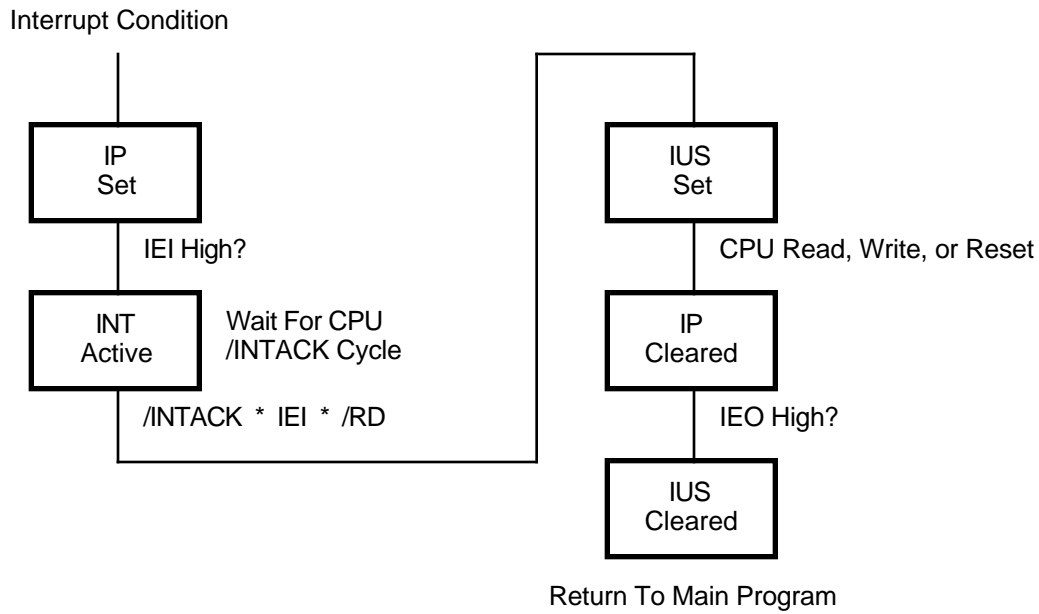 Interrupt Condition
IP
Set
IEI High?
INT
Active
Wait For CPU
/INTACK Cycle
/INTACK * IEI * /RD
IUS
Set
CPU Read, Write, or Reset
IP
Cleared
IEO High?
IUS
Cleared
Return To Main Program